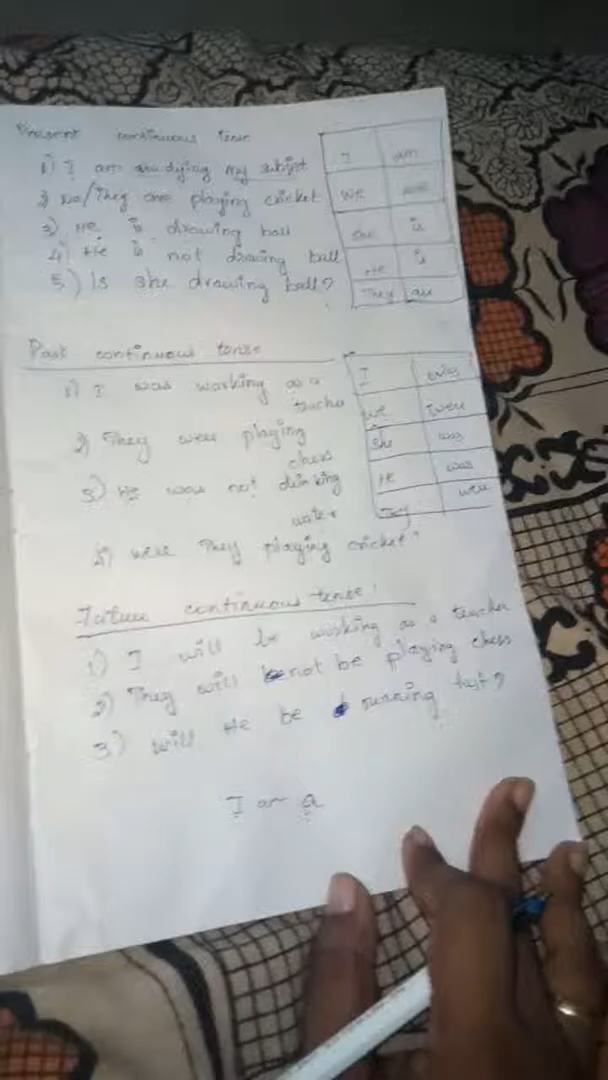 Present continuous tense
1) I am studying my subject
2) We/They are playing cricket
3) He is drawing ball
4) He is not drawing ball
5) Is she drawing ball?
I am
we are
she is
He is
They are
Past continuous tense
1) I was working as a
teacher
2) They were playing
chess
3) He was not drinking
water
were They playing cricket?
I was
we were
She was
He was
They were
Future continuous tense:
1) I will be working as a teacher
2) They will not be playing chess
3) will He be running fast?
I am a